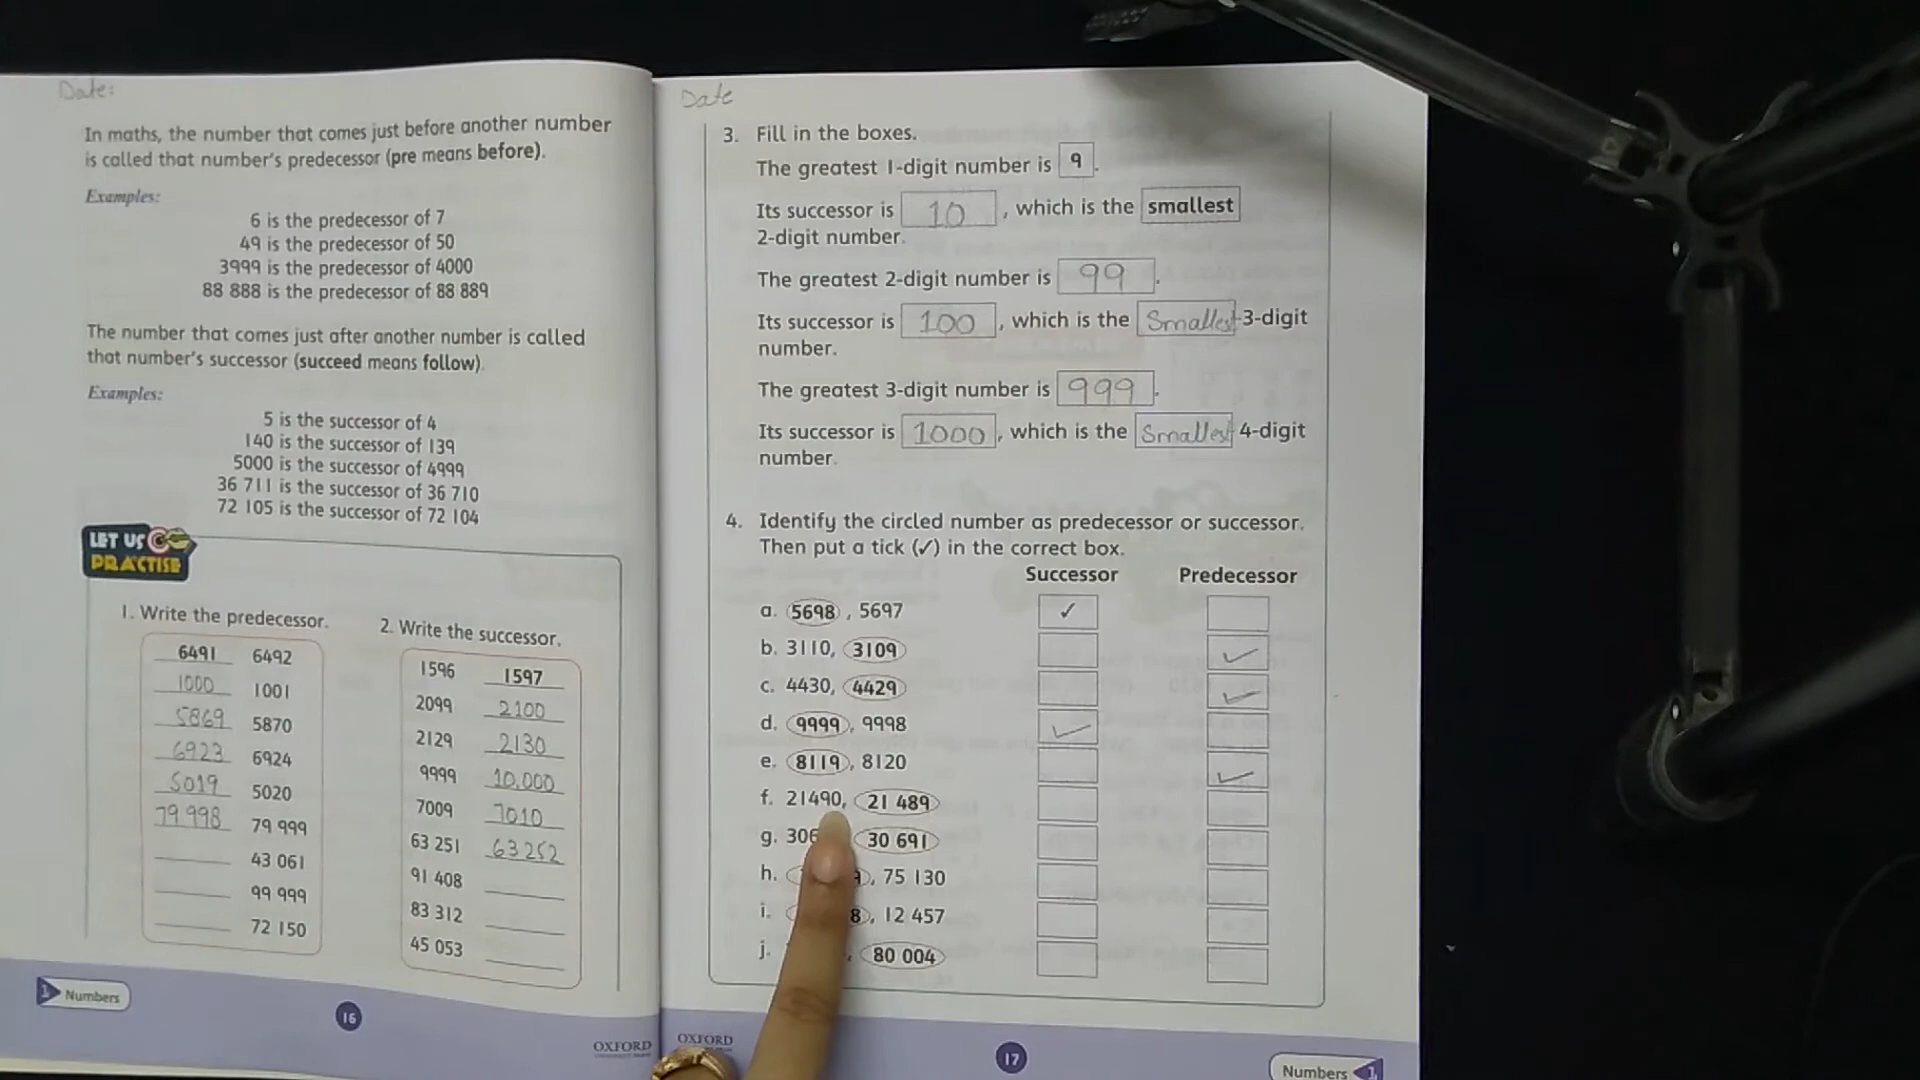 Date:
In maths, the number that comes just before another number
is called that number's predecessor (pre means before).
Examples:
6 is the predecessor of 7
49 is the predecessor of 50
3999 is the predecessor of 4000
88 888 is the predecessor of 88 889
The number that comes just after another number is called
that number's successor (succeed means follow).
Examples:
5 is the successor of 4
140 is the successor of 139
5000 is the successor of 4999
36 711 is the successor of 36 710
72 105 is the successor of 72 104
LET US
PRACTISE
1. Write the predecessor.
6491 6492
1000 1001
5869 5870
6923 6924
5019 5020
79 998 79 999
43 061
99 999
72 150
2. Write the successor.
1596 1597
2099 2100
2129 2130
9999 10,000
7009 7010
63 251 63 252
91 408
83 312
45 053
1 Numbers
16
OXFORD
Date
3. Fill in the boxes.
The greatest 1-digit number is 9.
Its successor is 10, which is the smallest
2-digit number.
The greatest 2-digit number is 99.
Its successor is 100, which is the Smallest 3-digit
number.
The greatest 3-digit number is 999.
Its successor is 1000, which is the Smallest 4-digit
number.
4. Identify the circled number as predecessor or successor.
Then put a tick (✓) in the correct box.
Successor Predecessor
a. 5698, 5697 ✓
b. 3110, 3109 ✓
c. 4430, 4429 ✓
d. 9999, 9998 ✓
e. 8119, 8120 ✓
f. 21490, 21 489
g. 30 691
h. , 75 130
i. , 12 457
j. 80 004
OXFORD
17
Numbers 1